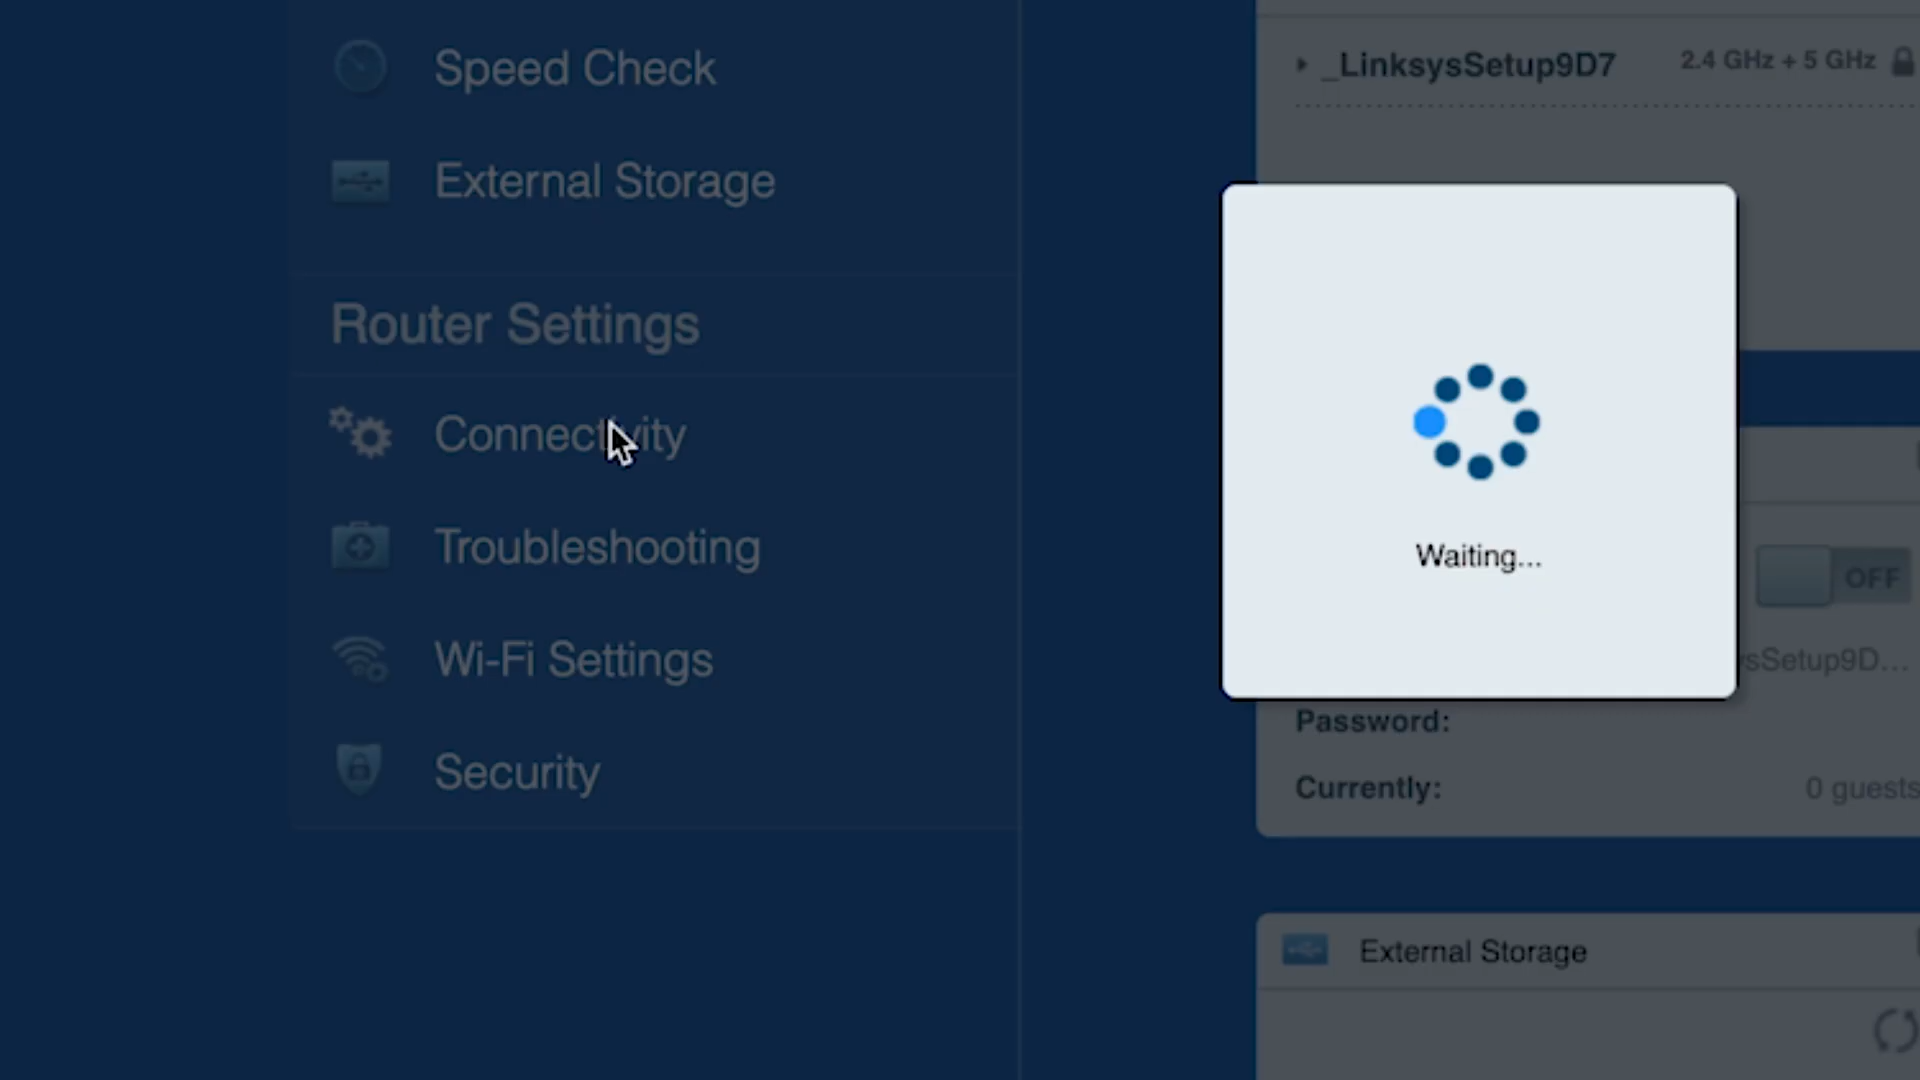 Speed Check
External Storage
Router Settings
Connectivity
Troubleshooting
Wi-Fi Settings
Security
_LinksysSetup9D7 2.4 GHz + 5 GHz
Waiting...
OFF
sSetup9D...
Password:
Currently: 0 guests
External Storage